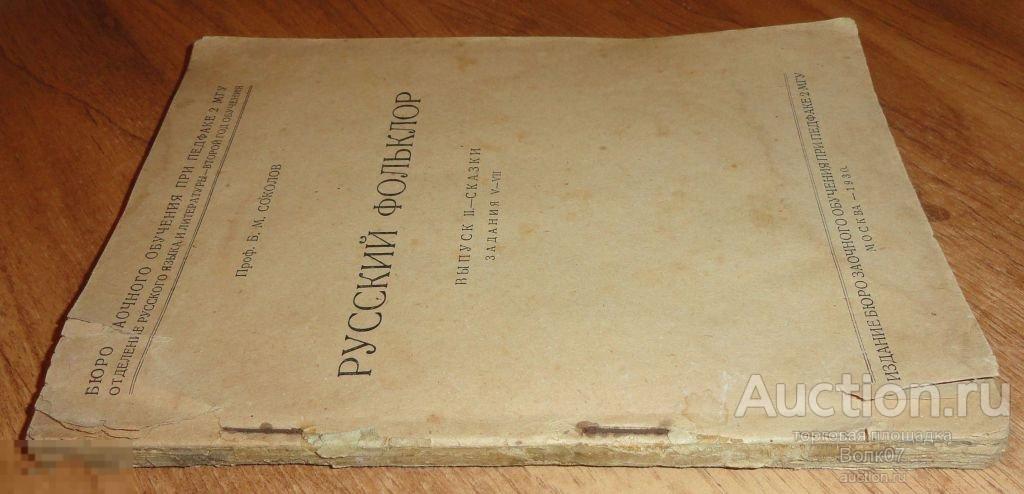 БЮРО ЗАОЧНОГО ОБУЧЕНИЯ ПРИ ПЕДФАКЕ 2 МГУ
ОТДЕЛЕНИЕ РУССКОГО ЯЗЫКА И ЛИТЕРАТУРЫ—ВТОРОЙ ГОД ОБУЧЕНИЯ
Проф. Б. М. СОКОЛОВ
РУССКИЙ ФОЛЬКЛОР
ВЫПУСК II.—СКАЗКИ
ЗАДАНИЯ V—VII
ИЗДАНИЕ БЮРО ЗАОЧНОГО ОБУЧЕНИЯ ПРИ ПЕДФАКЕ 2 МГУ
МОСКВА—1930.
Auction.ru
торговая площадка
Волк07
auction.ru